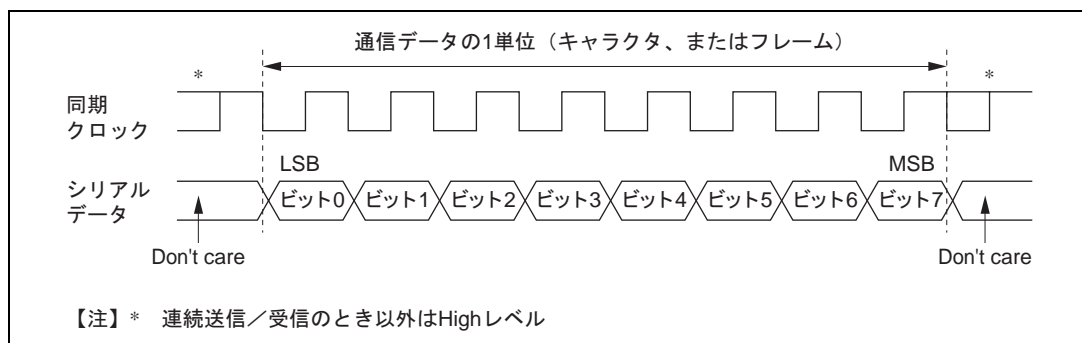 通信データの1単位（キャラクタ、またはフレーム）
* *
同期
クロック
LSB MSB
シリアル
データ
ビット0 ビット1 ビット2 ビット3 ビット4 ビット5 ビット6 ビット7
Don't care Don't care
【注】* 連続送信／受信のとき以外はHighレベル